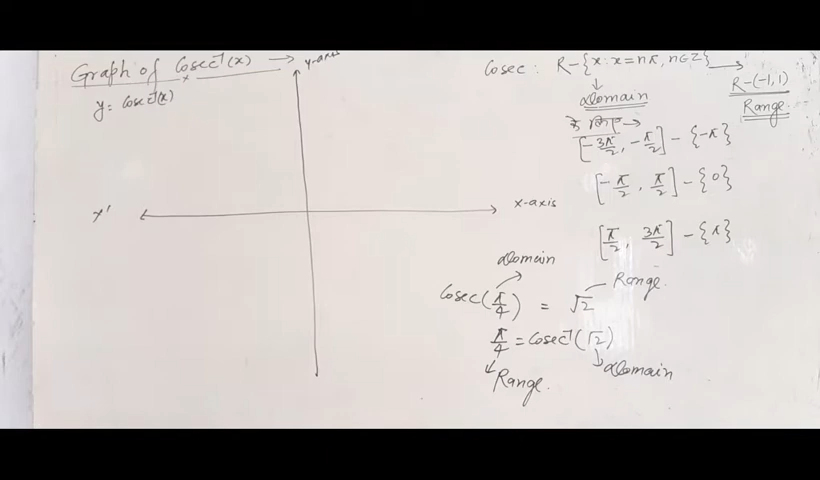 Graph of Cosec⁻¹(x) →
y = Cosec⁻¹(x)
y-axis
x'
x-axis
Cosec : R-{x : x = nπ, n∈Z} → R-(-1,1)
Domain
Range
[-3π/2, -π/2] - {-π}
[-π/2, π/2] - {0}
[π/2, 3π/2] - {π}
Domain
Range
Cosec(π/4) = √2
π/4 = Cosec⁻¹(√2)
Range
Domain